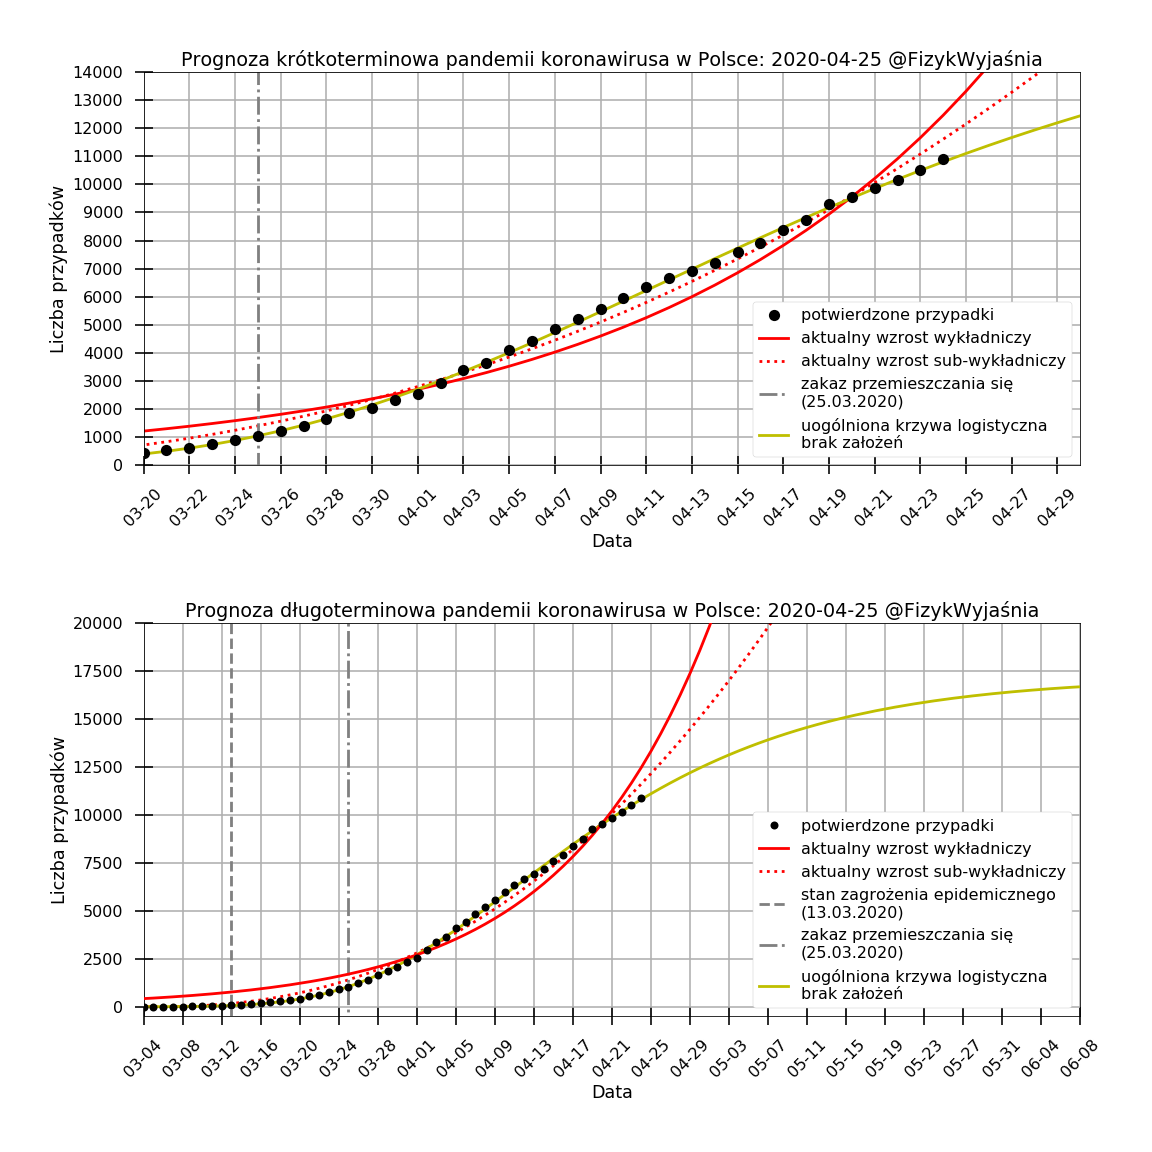 Prognoza krótkoterminowa pandemii koronawirusa w Polsce: 2020-04-25 @FizykWyjaśnia
14000
13000
12000
11000
10000
9000
8000
7000
6000
5000
4000
3000
2000
1000
0
Liczba przypadków
potwierdzone przypadki
aktualny wzrost wykładniczy
aktualny wzrost sub-wykładniczy
zakaz przemieszczania się
(25.03.2020)
uogólniona krzywa logistyczna
brak założeń
03-20 03-22 03-24 03-26 03-28 03-30 04-01 04-03 04-05 04-07 04-09 04-11 04-13 04-15 04-17 04-19 04-21 04-23 04-25 04-27 04-29
Data
Prognoza długoterminowa pandemii koronawirusa w Polsce: 2020-04-25 @FizykWyjaśnia
20000
17500
15000
12500
10000
7500
5000
2500
0
Liczba przypadków
potwierdzone przypadki
aktualny wzrost wykładniczy
aktualny wzrost sub-wykładniczy
stan zagrożenia epidemicznego
(13.03.2020)
zakaz przemieszczania się
(25.03.2020)
uogólniona krzywa logistyczna
brak założeń
03-04 03-08 03-12 03-16 03-20 03-24 03-28 04-01 04-05 04-09 04-13 04-17 04-21 04-25 04-29 05-03 05-07 05-11 05-15 05-19 05-23 05-27 05-31 06-04 06-08
Data